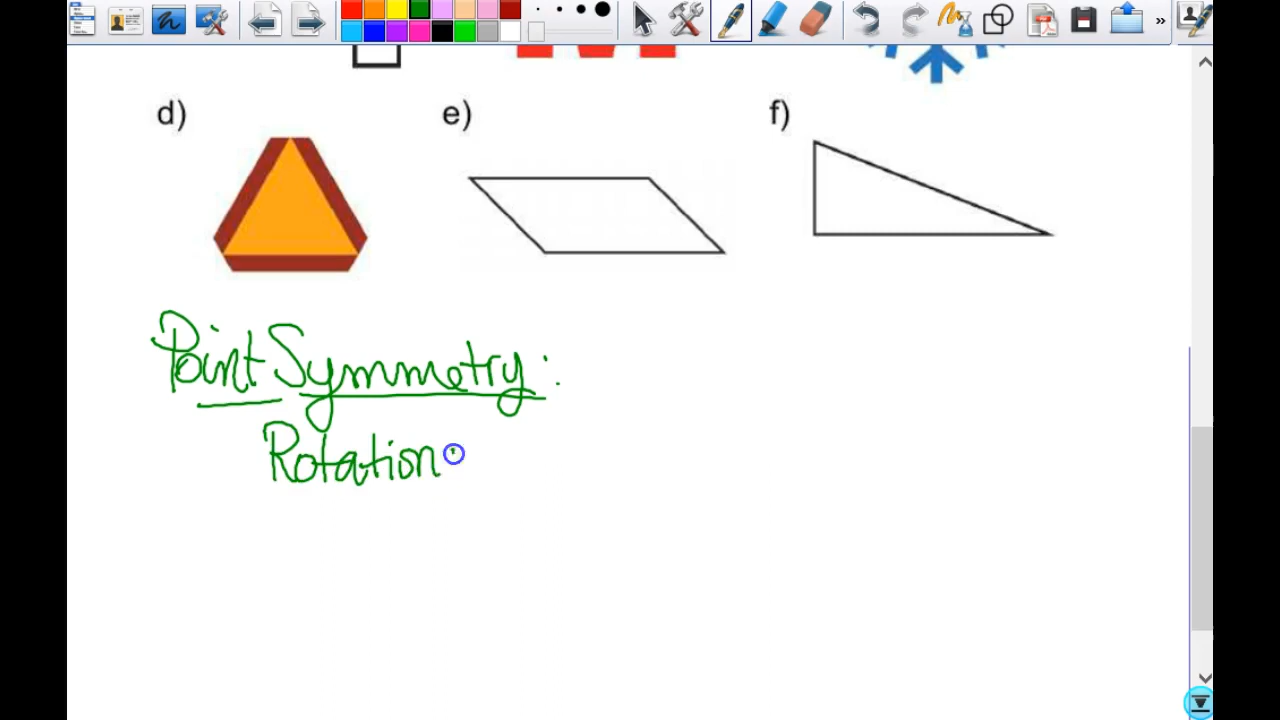 d) e) f)
Point Symmetry:
Rotation